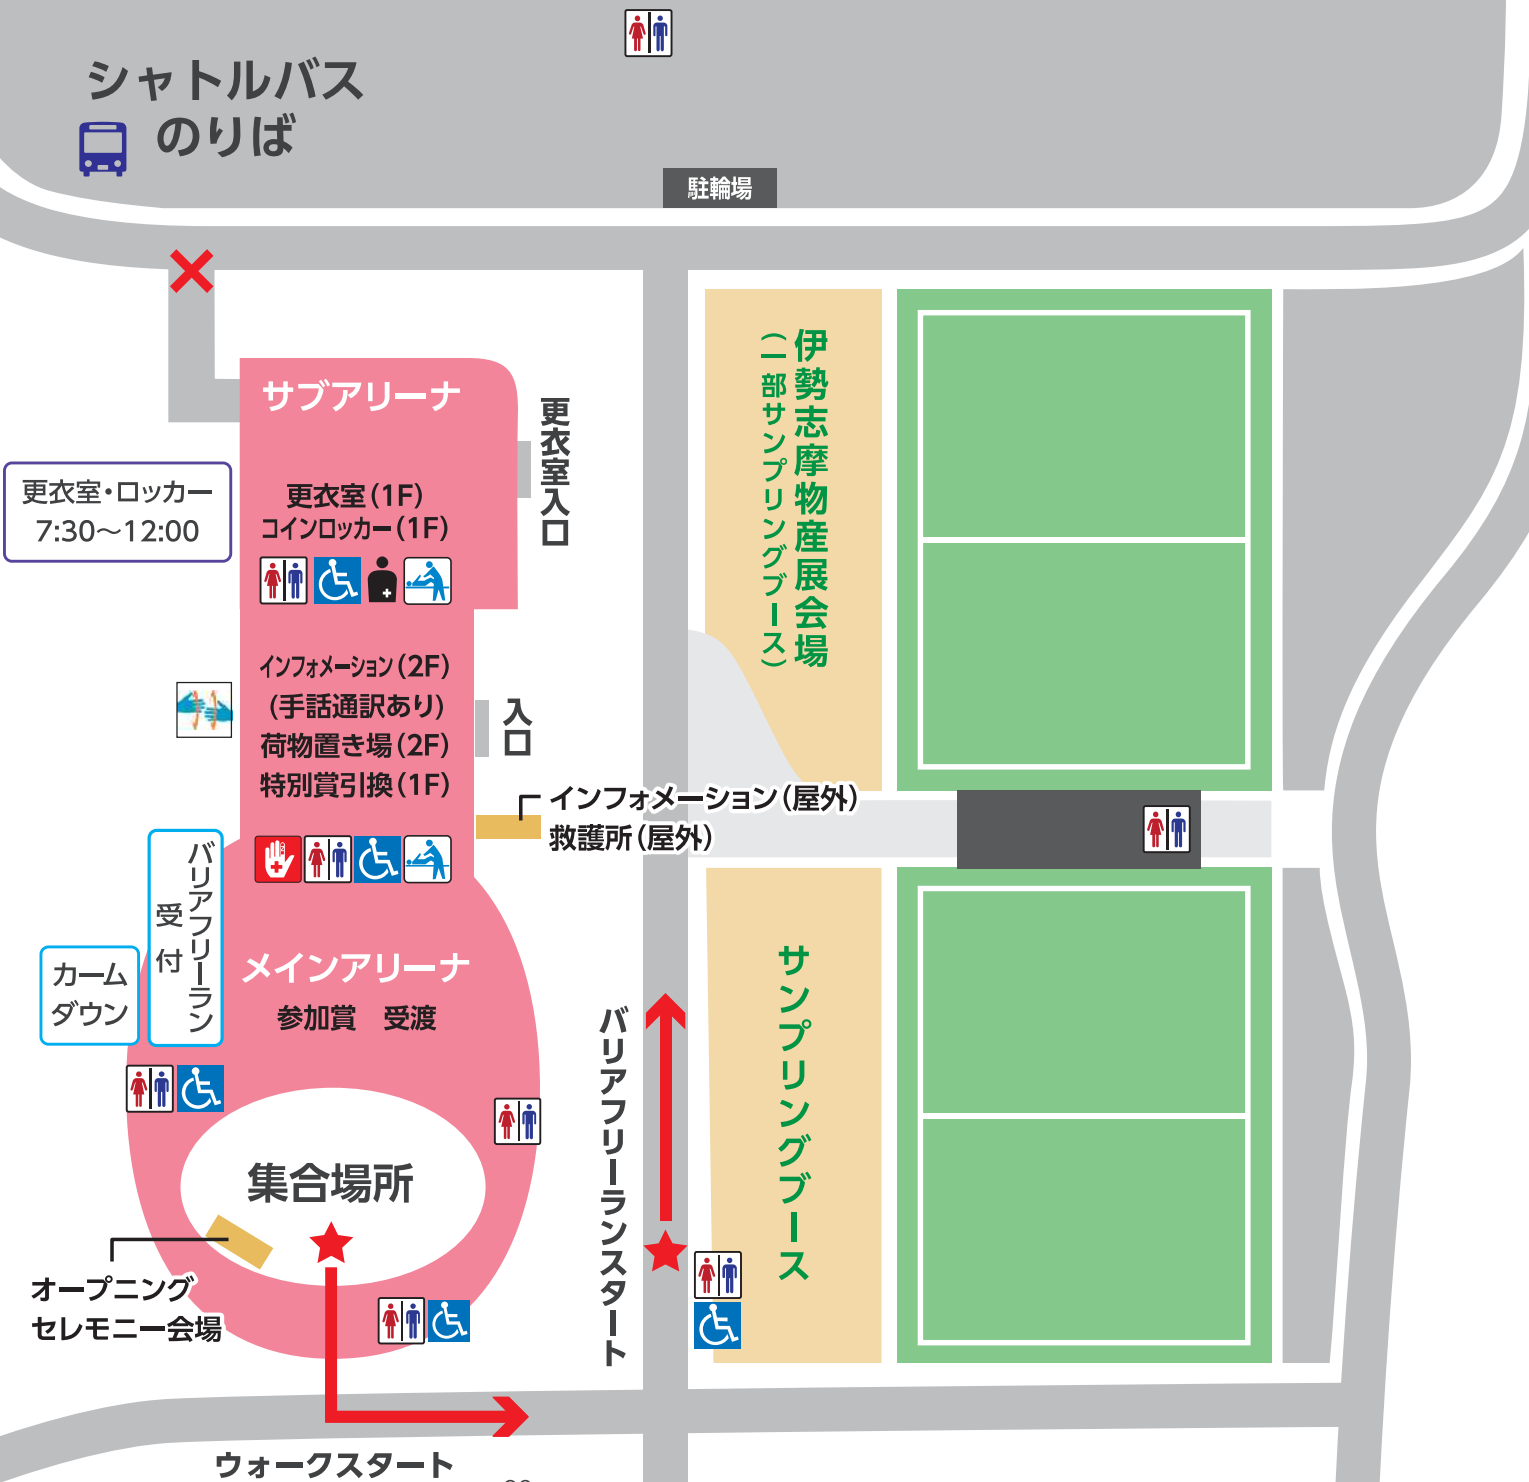 シャトルバス
のりば
駐輪場
サブアリーナ
更衣室(1F)
コインロッカー(1F)
更衣室入口
更衣室・ロッカー
7:30～12:00
インフォメーション(2F)
(手話通訳あり)
荷物置き場(2F)
特別賞引換(1F)
入口
インフォメーション(屋外)
救護所(屋外)
伊勢志摩物産展会場
(一部サンプリングブース)
バリアフリーラン
受付
カーム
ダウン
メインアリーナ
参加賞　受渡
集合場所
オープニング
セレモニー会場
バリアフリーランスタート
サンプリングブース
ウォークスタート